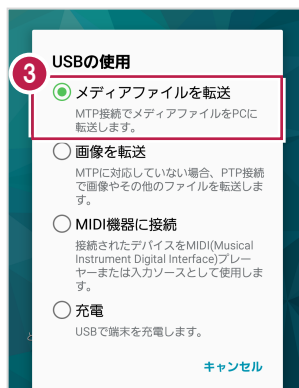 USBの使用
3
メディアファイルを転送
MTP接続でメディアファイルをPCに
転送します。
画像を転送
MTPに対応していない場合、PTP接続
で画像やその他のファイルを転送しま
す。
MIDI機器に接続
接続されたデバイスをMIDI(Musical
Instrument Digital Interface)プレー
ヤーまたは入力ソースとして使用しま
す。
充電
USBで端末を充電します。
キャンセル